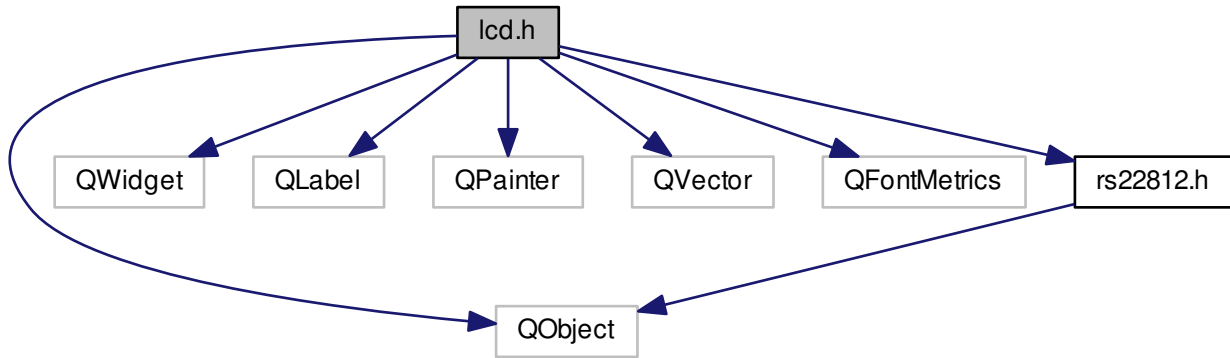 lcd.h
QWidget
QLabel
QPainter
QVector
QFontMetrics
rs22812.h
QObject